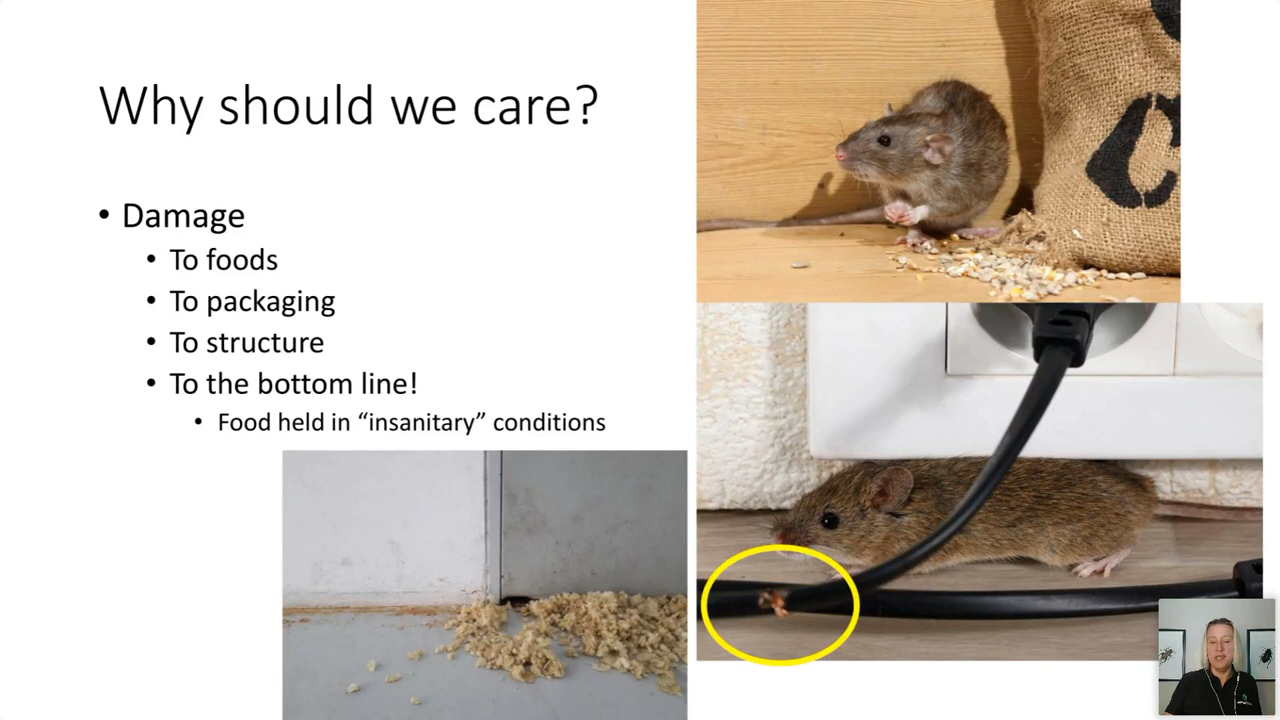 Why should we care?
• Damage
• To foods
• To packaging
• To structure
• To the bottom line!
• Food held in “insanitary” conditions
C